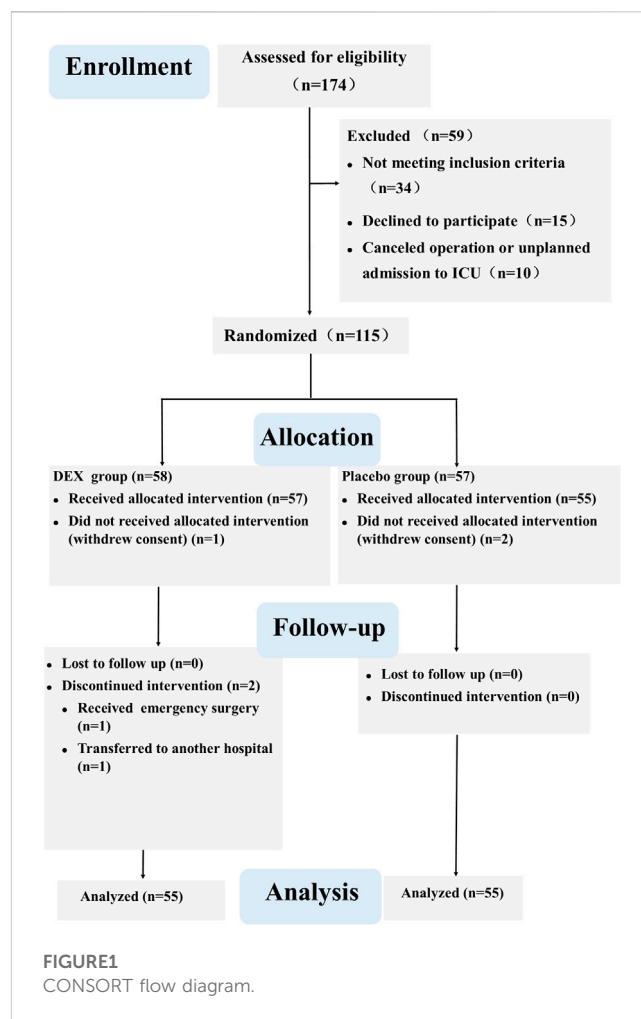 Enrollment
Assessed for eligibility
（n=174）
Excluded （n=59）
• Not meeting inclusion criteria
（n=34）
• Declined to participate（n=15）
• Canceled operation or unplanned
admission to ICU（n=10）
Randomized（n=115）
Allocation
DEX group (n=58)
• Received allocated intervention (n=57)
• Did not received allocated intervention
(withdrew consent) (n=1)
Placebo group (n=57)
• Received allocated intervention (n=55)
• Did not received allocated intervention
(withdrew consent) (n=2)
Follow-up
• Lost to follow up (n=0)
• Discontinued intervention (n=2)
• Received emergency surgery
(n=1)
• Transferred to another hospital
(n=1)
• Lost to follow up (n=0)
• Discontinued intervention (n=0)
Analysis
Analyzed (n=55)
Analyzed (n=55)
FIGURE1
CONSORT flow diagram.